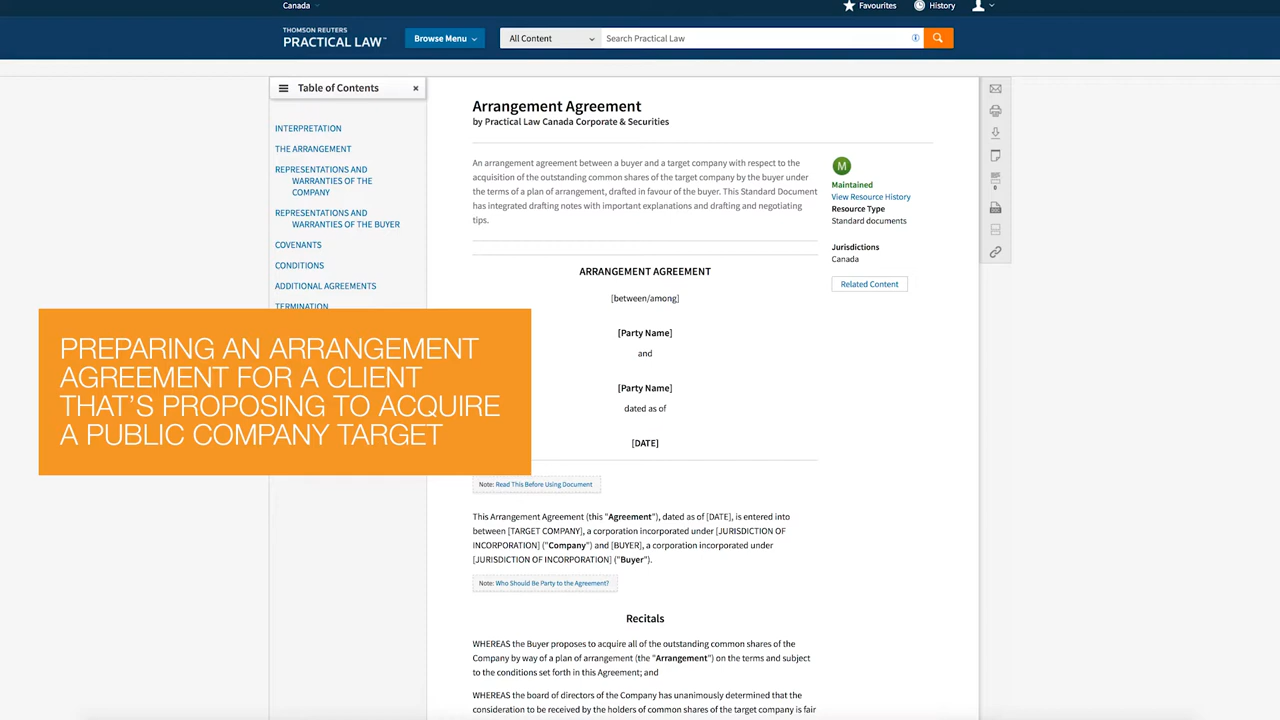 Canada
Favourites
History
THOMSON REUTERS
PRACTICAL LAW™
Browse Menu
All Content
Search Practical Law
Table of Contents
×
INTERPRETATION
THE ARRANGEMENT
REPRESENTATIONS AND
WARRANTIES OF THE
COMPANY
REPRESENTATIONS AND
WARRANTIES OF THE BUYER
COVENANTS
CONDITIONS
ADDITIONAL AGREEMENTS
TERMINATION
PREPARING AN ARRANGEMENT
AGREEMENT FOR A CLIENT
THAT'S PROPOSING TO ACQUIRE
A PUBLIC COMPANY TARGET
Arrangement Agreement
by Practical Law Canada Corporate & Securities
An arrangement agreement between a buyer and a target company with respect to the
acquisition of the outstanding common shares of the target company by the buyer under
the terms of a plan of arrangement, drafted in favour of the buyer. This Standard Document
has integrated drafting notes with important explanations and drafting and negotiating
tips.
M
Maintained
View Resource History
Resource Type
Standard documents
Jurisdictions
Canada
Related Content
0
ARRANGEMENT AGREEMENT
[between/among]
[Party Name]
and
[Party Name]
dated as of
[DATE]
Note: Read This Before Using Document
This Arrangement Agreement (this "Agreement"), dated as of [DATE], is entered into
between [TARGET COMPANY], a corporation incorporated under [JURISDICTION OF
INCORPORATION] ("Company") and [BUYER], a corporation incorporated under
[JURISDICTION OF INCORPORATION] ("Buyer").
Note: Who Should Be Party to the Agreement?
Recitals
WHEREAS the Buyer proposes to acquire all of the outstanding common shares of the
Company by way of a plan of arrangement (the "Arrangement") on the terms and subject
to the conditions set forth in this Agreement; and
WHEREAS the board of directors of the Company has unanimously determined that the
consideration to be received by the holders of common shares of the target company is fair